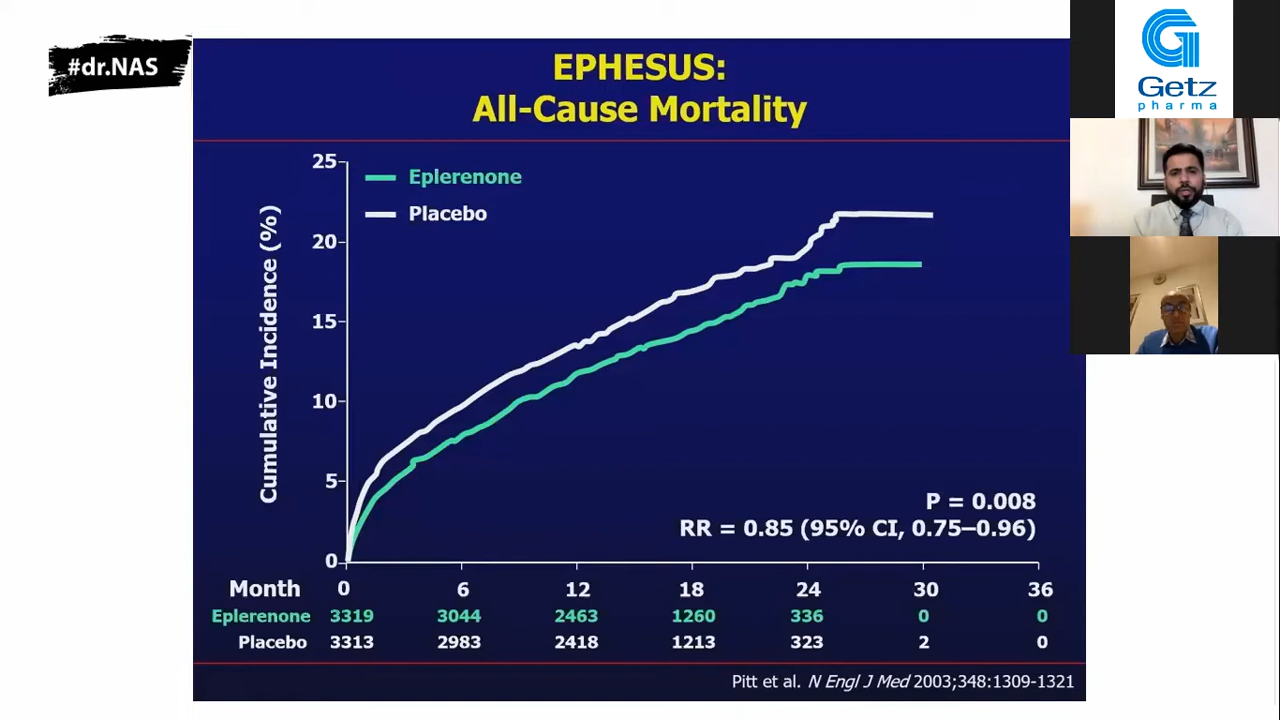 #dr.NAS
Getz
pharma
EPHESUS:
All-Cause Mortality
Eplerenone
Placebo
Cumulative Incidence (%)
25
20
15
10
5
0
P = 0.008
RR = 0.85 (95% CI, 0.75–0.96)
Month 0 6 12 18 24 30 36
Eplerenone 3319 3044 2463 1260 336 0 0
Placebo 3313 2983 2418 1213 323 2 0
Pitt et al. N Engl J Med 2003;348:1309-1321